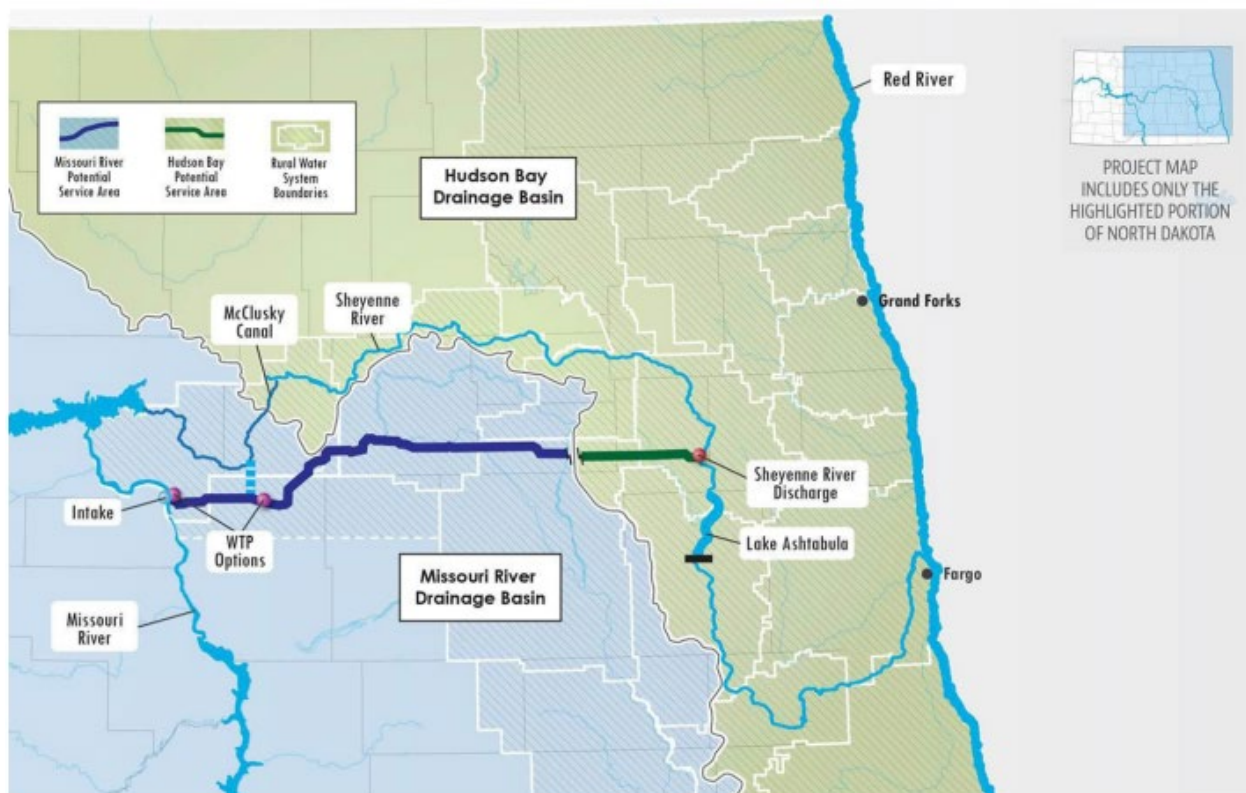 Red River
PROJECT MAP
INCLUDES ONLY THE
HIGHLIGHTED PORTION
OF NORTH DAKOTA
Missouri River
Potential
Service Area
Hudson Bay
Potential
Service Area
Rural Water
System
Boundaries
Hudson Bay
Drainage Basin
McClusky
Canal
Sheyenne
River
Grand Forks
Intake
WTP
Options
Sheyenne River
Discharge
Lake Ashtabula
Missouri River
Drainage Basin
Fargo
Missouri
River